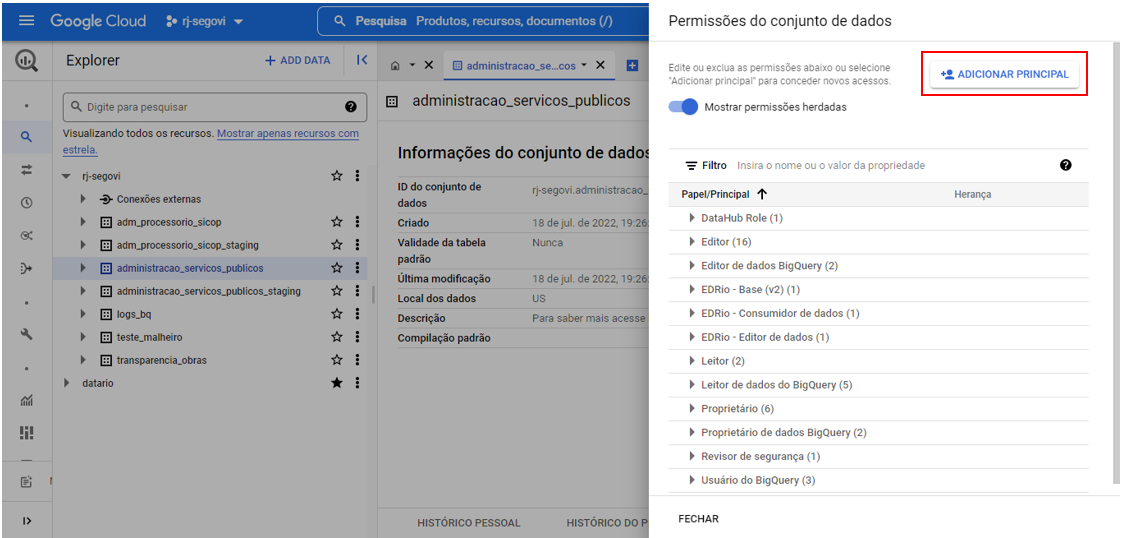 Google Cloud
rj-segovi
Pesquisa Produtos, recursos, documentos (/)
Explorer
+ ADD DATA
Digite para pesquisar
Visualizando todos os recursos. Mostrar apenas recursos com
estrela.
rj-segovi
Conexões externas
adm_processorio_sicop
adm_processorio_sicop_staging
administracao_servicos_publicos
administracao_servicos_publicos_staging
logs_bq
teste_malheiro
transparencia_obras
datario
administracao_se...cos
administracao_servicos_publicos
Informações do conjunto de dados
ID do conjunto de
dados
rj-segovi.administracao_
Criado
18 de jul. de 2022, 19:26:
Validade da tabela
padrão
Nunca
Última modificação
18 de jul. de 2022, 19:26:
Local dos dados
US
Descrição
Para saber mais acesse
Compilação padrão
HISTÓRICO PESSOAL
HISTÓRICO DO P
Permissões do conjunto de dados
Edite ou exclua as permissões abaixo ou selecione
"Adicionar principal" para conceder novos acessos.
ADICIONAR PRINCIPAL
Mostrar permissões herdadas
Filtro Insira o nome ou o valor da propriedade
Papel/Principal
Herança
DataHub Role (1)
Editor (16)
Editor de dados BigQuery (2)
EDRio - Base (v2) (1)
EDRio - Consumidor de dados (1)
EDRio - Editor de dados (1)
Leitor (2)
Leitor de dados do BigQuery (5)
Proprietário (6)
Proprietário de dados BigQuery (2)
Revisor de segurança (1)
Usuário do BigQuery (3)
FECHAR